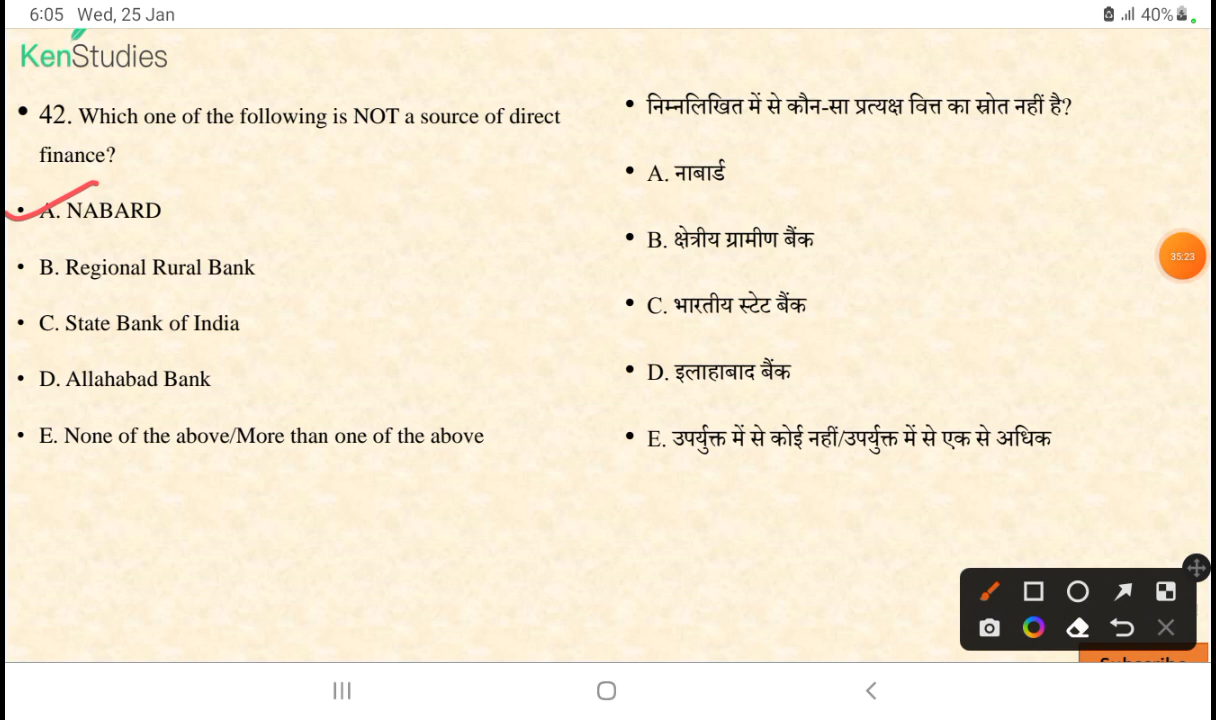 6:05 Wed, 25 Jan
40%
KenStudies
• 42. Which one of the following is NOT a source of direct
finance?
• A. NABARD
• B. Regional Rural Bank
• C. State Bank of India
• D. Allahabad Bank
• E. None of the above/More than one of the above
• निम्नलिखित में से कौन-सा प्रत्यक्ष वित्त का स्रोत नहीं है?
• A. नाबार्ड
• B. क्षेत्रीय ग्रामीण बैंक
• C. भारतीय स्टेट बैंक
• D. इलाहाबाद बैंक
• E. उपर्युक्त में से कोई नहीं/उपर्युक्त में से एक से अधिक
35:23